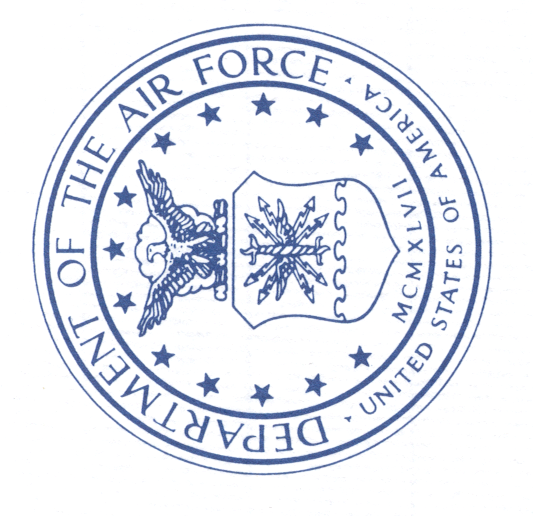 DEPARTMENT OF THE AIR FORCE
UNITED STATES OF AMERICA
MCMXLVII